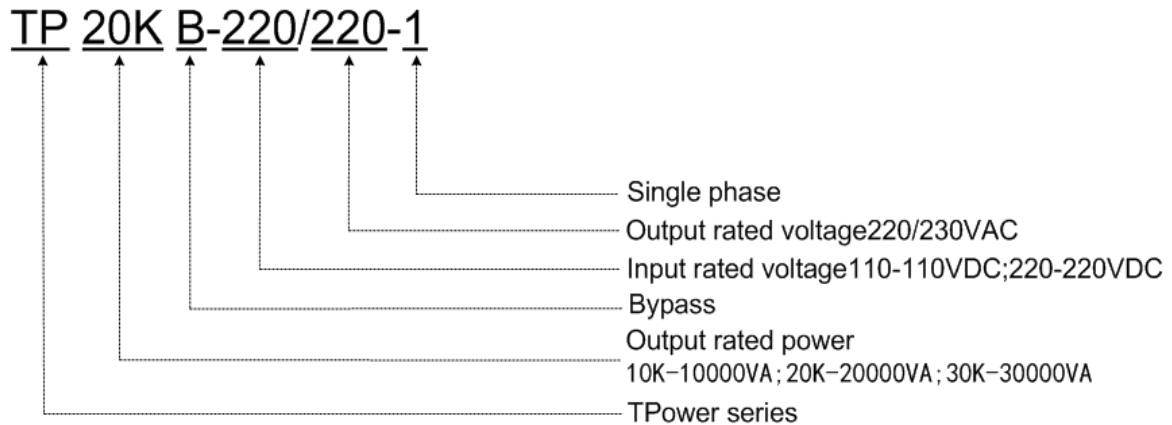 TP 20K B-220/220-1
Single phase
Output rated voltage220/230VAC
Input rated voltage110-110VDC;220-220VDC
Bypass
Output rated power
10K-10000VA;20K-20000VA;30K-30000VA
TPower series